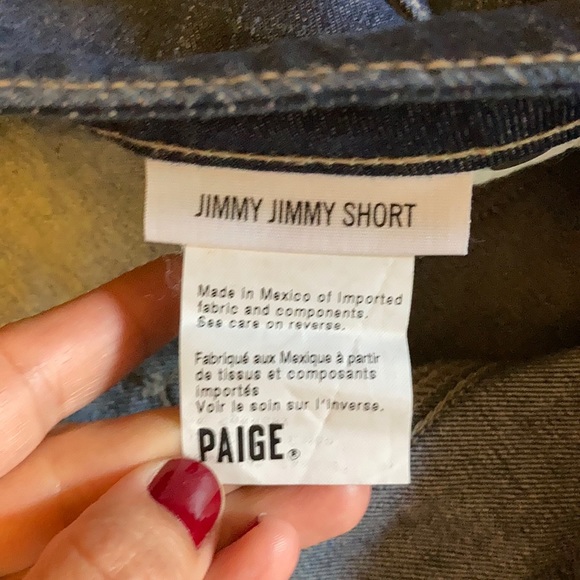 JIMMY JIMMY SHORT
Made in Mexico of Imported
fabric and components.
See care on reverse.
Fabriqué aux Mexique à partir
de tissus et composants
importés
Voir le soin sur l'Inverse.
PAIGE®